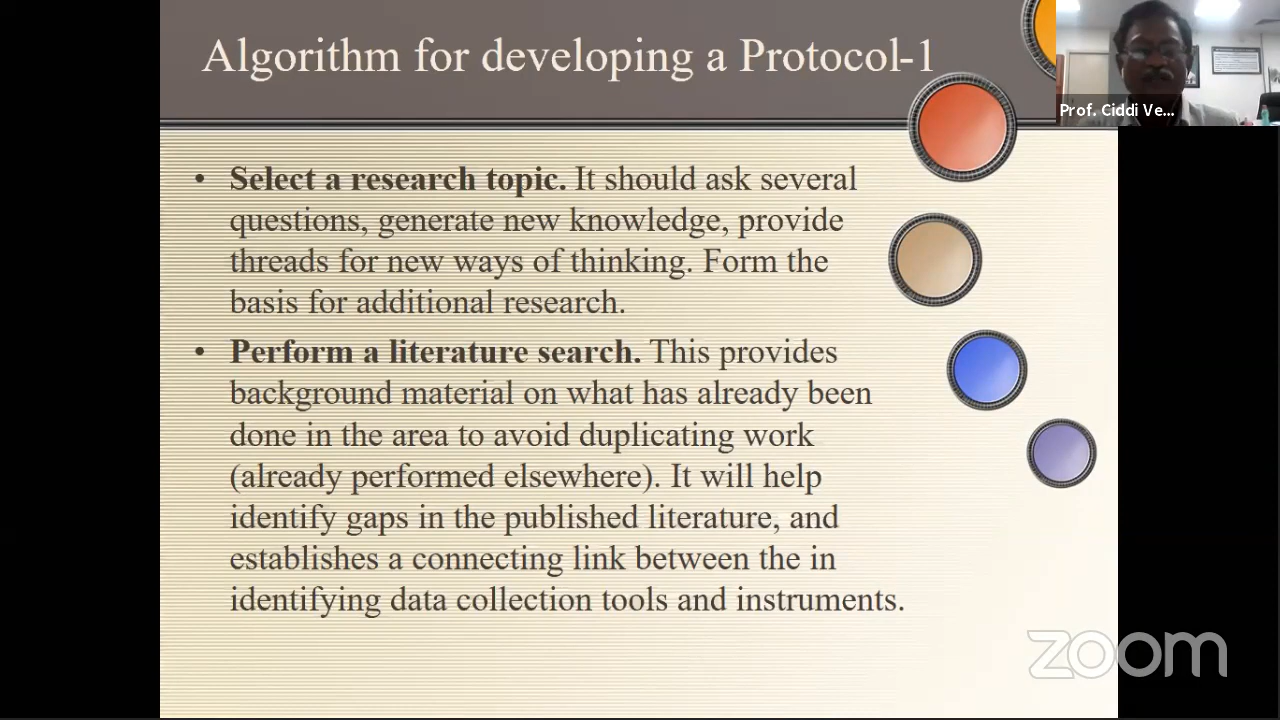 Algorithm for developing a Protocol-1
Prof. Ciddi Ve...
• Select a research topic. It should ask several
questions, generate new knowledge, provide
threads for new ways of thinking. Form the
basis for additional research.
• Perform a literature search. This provides
background material on what has already been
done in the area to avoid duplicating work
(already performed elsewhere). It will help
identify gaps in the published literature, and
establishes a connecting link between the in
identifying data collection tools and instruments.
zoom